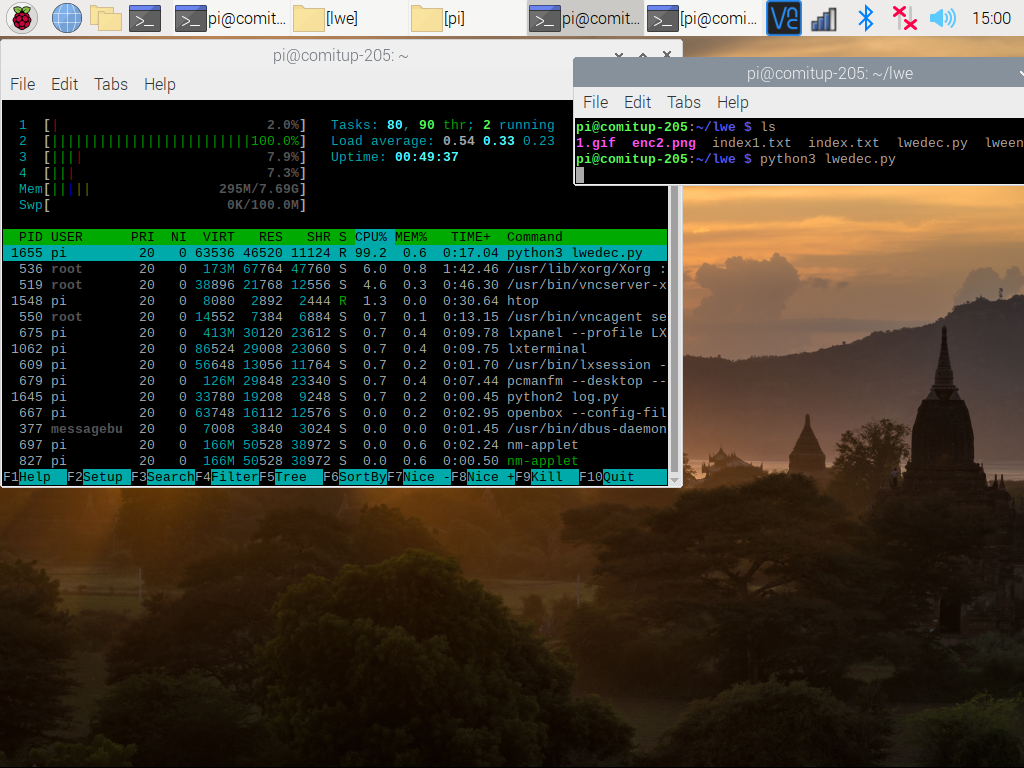 pi@comit... [lwe] [pi] pi@comit... [pi@comi... 15:00
pi@comitup-205: ~
File Edit Tabs Help
1 [| 2.0%] Tasks: 80, 90 thr; 2 running
2 [|||||||||||||||||||||||||100.0%] Load average: 0.54 0.33 0.23
3 [|||| 7.9%] Uptime: 00:49:37
4 [||| 7.3%]
Mem[||||| 295M/7.69G]
Swp[ 0K/100.0M]
PID USER PRI NI VIRT RES SHR S CPU% MEM% TIME+ Command
1655 pi 20 0 63536 46520 11124 R 99.2 0.6 0:17.04 python3 lwedec.py
536 root 20 0 173M 67764 47760 S 6.0 0.8 1:42.46 /usr/lib/xorg/Xorg :
519 root 20 0 38896 21768 12556 S 4.6 0.3 0:46.30 /usr/bin/vncserver-x
1548 pi 20 0 8080 2892 2444 R 1.3 0.0 0:30.64 htop
550 root 20 0 14552 7384 6884 S 0.7 0.1 0:13.15 /usr/bin/vncagent se
675 pi 20 0 413M 30120 23612 S 0.7 0.4 0:09.78 lxpanel --profile LX
1062 pi 20 0 86524 29008 23060 S 0.7 0.4 0:09.75 lxterminal
609 pi 20 0 56648 13056 11764 S 0.7 0.2 0:01.70 /usr/bin/lxsession -
679 pi 20 0 126M 29848 23340 S 0.7 0.4 0:07.44 pcmanfm --desktop --
1645 pi 20 0 33780 19208 9248 S 0.7 0.2 0:00.45 python2 log.py
667 pi 20 0 63748 16112 12576 S 0.0 0.2 0:02.95 openbox --config-fil
377 messagebu 20 0 7008 3840 3024 S 0.0 0.0 0:01.45 /usr/bin/dbus-daemon
697 pi 20 0 166M 50528 38972 S 0.0 0.6 0:02.24 nm-applet
827 pi 20 0 166M 50528 38972 S 0.0 0.6 0:00.50 nm-applet
F1Help F2Setup F3SearchF4FilterF5Tree F6SortByF7Nice -F8Nice +F9Kill F10Quit
pi@comitup-205: ~/lwe
File Edit Tabs Help
pi@comitup-205:~/lwe $ ls
1.gif enc2.png index1.txt index.txt lwedec.py lween
pi@comitup-205:~/lwe $ python3 lwedec.py